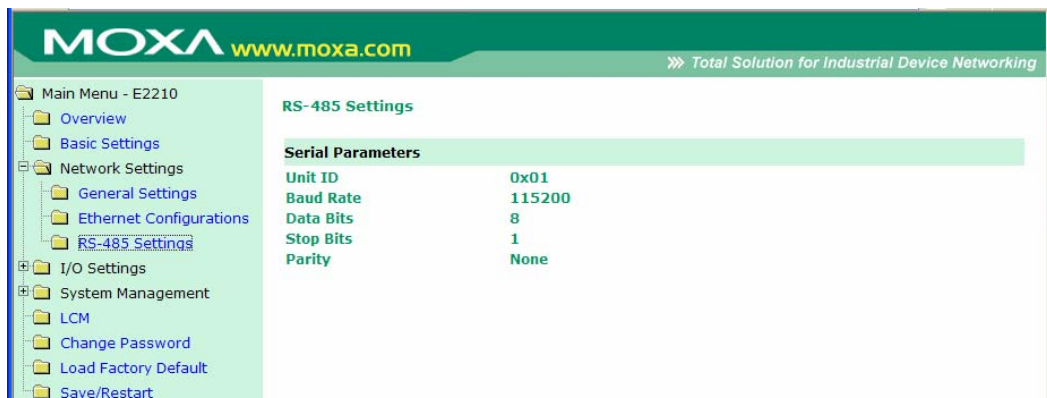 MOXA www.moxa.com
Total Solution for Industrial Device Networking
Main Menu - E2210
Overview
Basic Settings
Network Settings
General Settings
Ethernet Configurations
RS-485 Settings
I/O Settings
System Management
LCM
Change Password
Load Factory Default
Save/Restart
RS-485 Settings
Serial Parameters
Unit ID 0x01
Baud Rate 115200
Data Bits 8
Stop Bits 1
Parity None